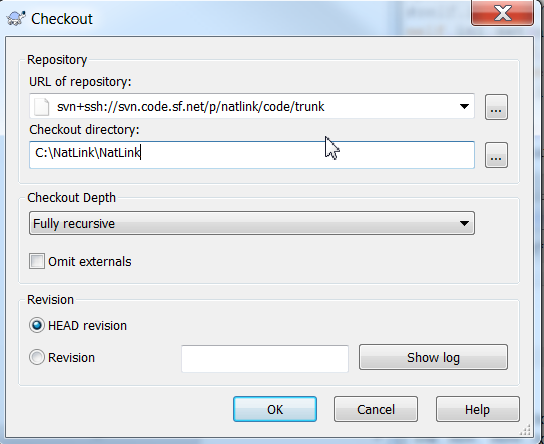 Checkout
Repository
URL of repository:
svn+ssh://svn.code.sf.net/p/natlink/code/trunk
...
Checkout directory:
C:\NatLink\NatLink
...
Checkout Depth
Fully recursive
Omit externals
Revision
HEAD revision
Revision
Show log
OK
Cancel
Help